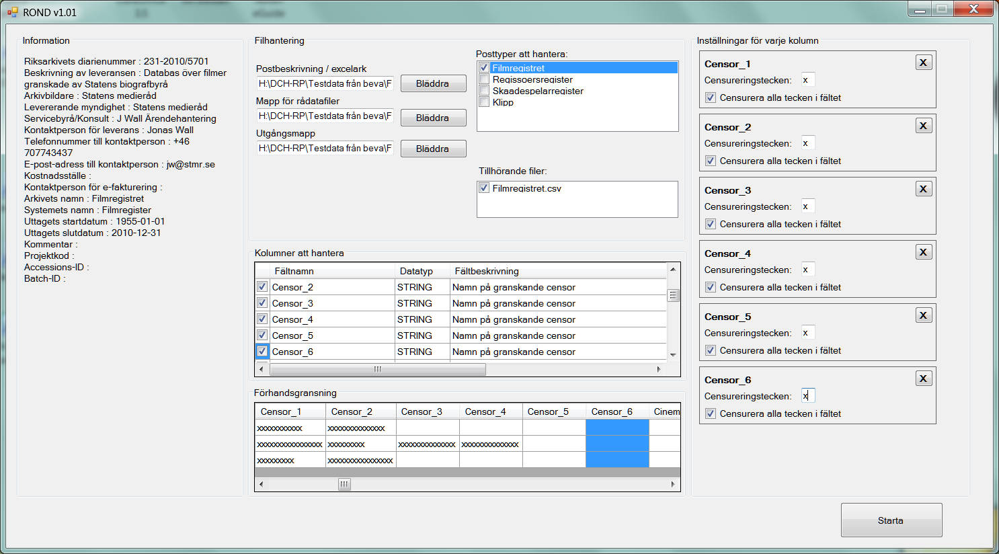 ROND v1.01
Information
Riksarkivets diarienummer : 231-2010/5701
Beskrivning av leveransen : Databas över filmer
granskade av Statens biografbyrå
Arkivbildare : Statens medieråd
Levererande myndighet : Statens medieråd
Servicebyrå/Konsult : J Wall Ärendehantering
Kontaktperson för leverans : Jonas Wall
Telefonnummer till kontaktperson : +46
707743437
E-post-adress till kontaktperson : jw@stmr.se
Kostnadsställe :
Kontaktperson för e-fakturering :
Arkivets namn : Filmregistret
Systemets namn : Filmregister
Uttagets startdatum : 1955-01-01
Uttagets slutdatum : 2010-12-31
Kommentar :
Projektkod :
Accessions-ID :
Batch-ID :
Filhantering
Postbeskrivning / excelark
H:\DCH-RP\Testdata från beva\F Bläddra
Mapp för rådatafiler
H:\DCH-RP\Testdata från beva\F Bläddra
Utgångsmapp
H:\DCH-RP\Testdata från beva\F Bläddra
Posttyper att hantera:
Filmregistret
Regissoersregister
Skaadespelarregister
Klipp
Tillhörande filer:
Filmregistret.csv
Kolumner att hantera
Fältnamn Datatyp Fältbeskrivning
Censor_2 STRING Namn på granskande censor
Censor_3 STRING Namn på granskande censor
Censor_4 STRING Namn på granskande censor
Censor_5 STRING Namn på granskande censor
Censor_6 STRING Namn på granskande censor
Förhandsgransning
Censor_1 Censor_2 Censor_3 Censor_4 Censor_5 Censor_6 Cinem
xxxxxxxxxxx xxxxxxxxxxxxxx
xxxxxxxxxxxxxxxx xxxxxxxxx xxxxxxxxxxxxxx xxxxxxxxxxxxxx
xxxxxxxxx xxxxxxxxxxxxxxxx
Inställningar för varje kolumn
Censor_1 X
Censureringstecken: x
Censurera alla tecken i fältet
Censor_2 X
Censureringstecken: x
Censurera alla tecken i fältet
Censor_3 X
Censureringstecken: x
Censurera alla tecken i fältet
Censor_4 X
Censureringstecken: x
Censurera alla tecken i fältet
Censor_5 X
Censureringstecken: x
Censurera alla tecken i fältet
Censor_6 X
Censureringstecken: x
Censurera alla tecken i fältet
Starta